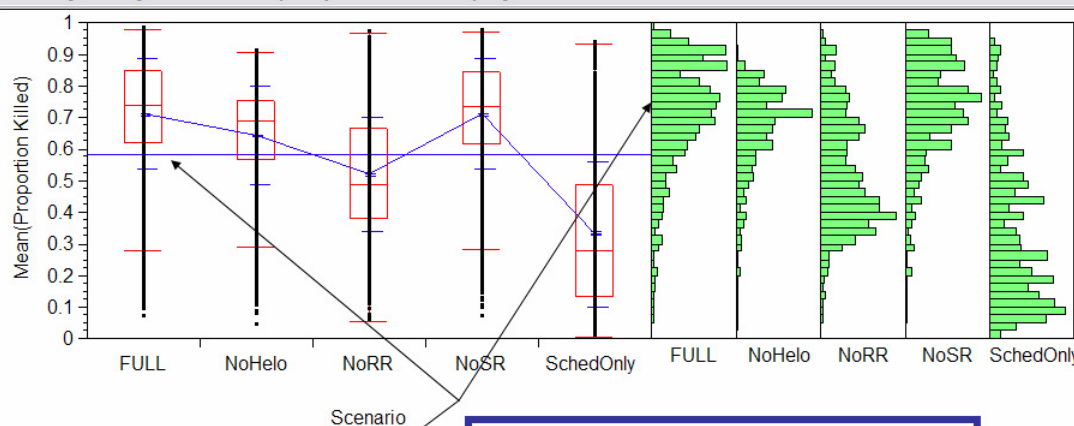 Mean(Proportion Killed)
1
0.9
0.8
0.7
0.6
0.5
0.4
0.3
0.2
0.1
0
FULL NoHelo NoRR NoSR SchedOnly
FULL NoHelo NoRR NoSR SchedOnly
Scenario